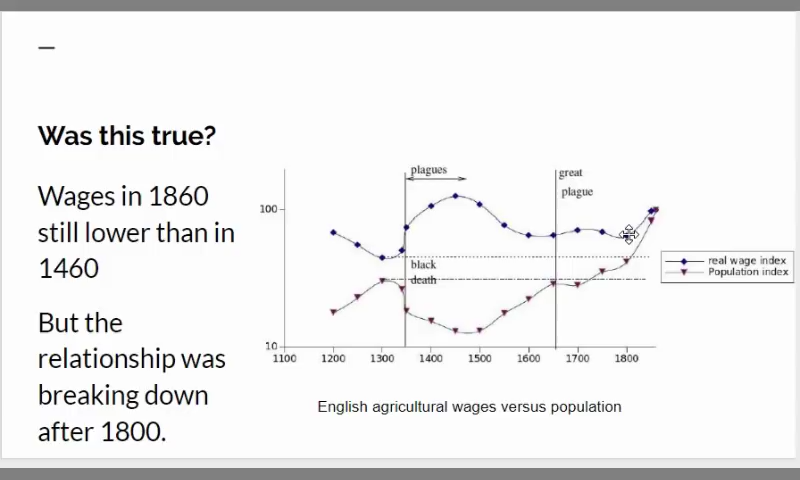 Was this true?
Wages in 1860
still lower than in
1460
But the
relationship was
breaking down
after 1800.
plagues
great
plague
100
black
death
10
1100 1200 1300 1400 1500 1600 1700 1800
real wage index
Population index
English agricultural wages versus population